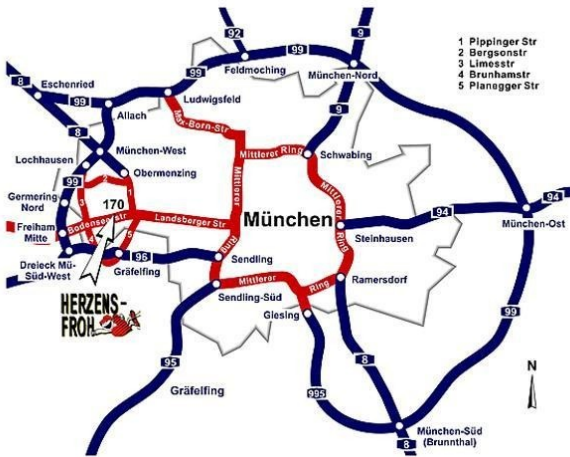 92
9
99
Feldmoching
München-Nord
1 Pippinger Str
2 Bergsonstr
3 Limesstr
4 Brunhamstr
5 Planegger Str
8
Eschenried
99
99
Ludwigsfeld
Allach
Max-Born-Str
9
8
München-West
Lochhausen
Mittlerer Ring
Schwabing
Obermenzing
99
2
1
3
Germering
Nord
170
Mittlerer
Mittlerer
94
94
Freiham
Mitte
Bodenseestr
Landsberger Str
München
München-Ost
Steinhausen
4
5
Ring
Ring
Dreieck Mü-
Süd-West
Gräfelfing
96
Sendling
Mittlerer
Ring
Ramersdorf
Sendling-Süd
HERZENS-
FROH
Giesing
99
95
8
N
Gräfelfing
995
München-Süd
(Brunnthal)
8